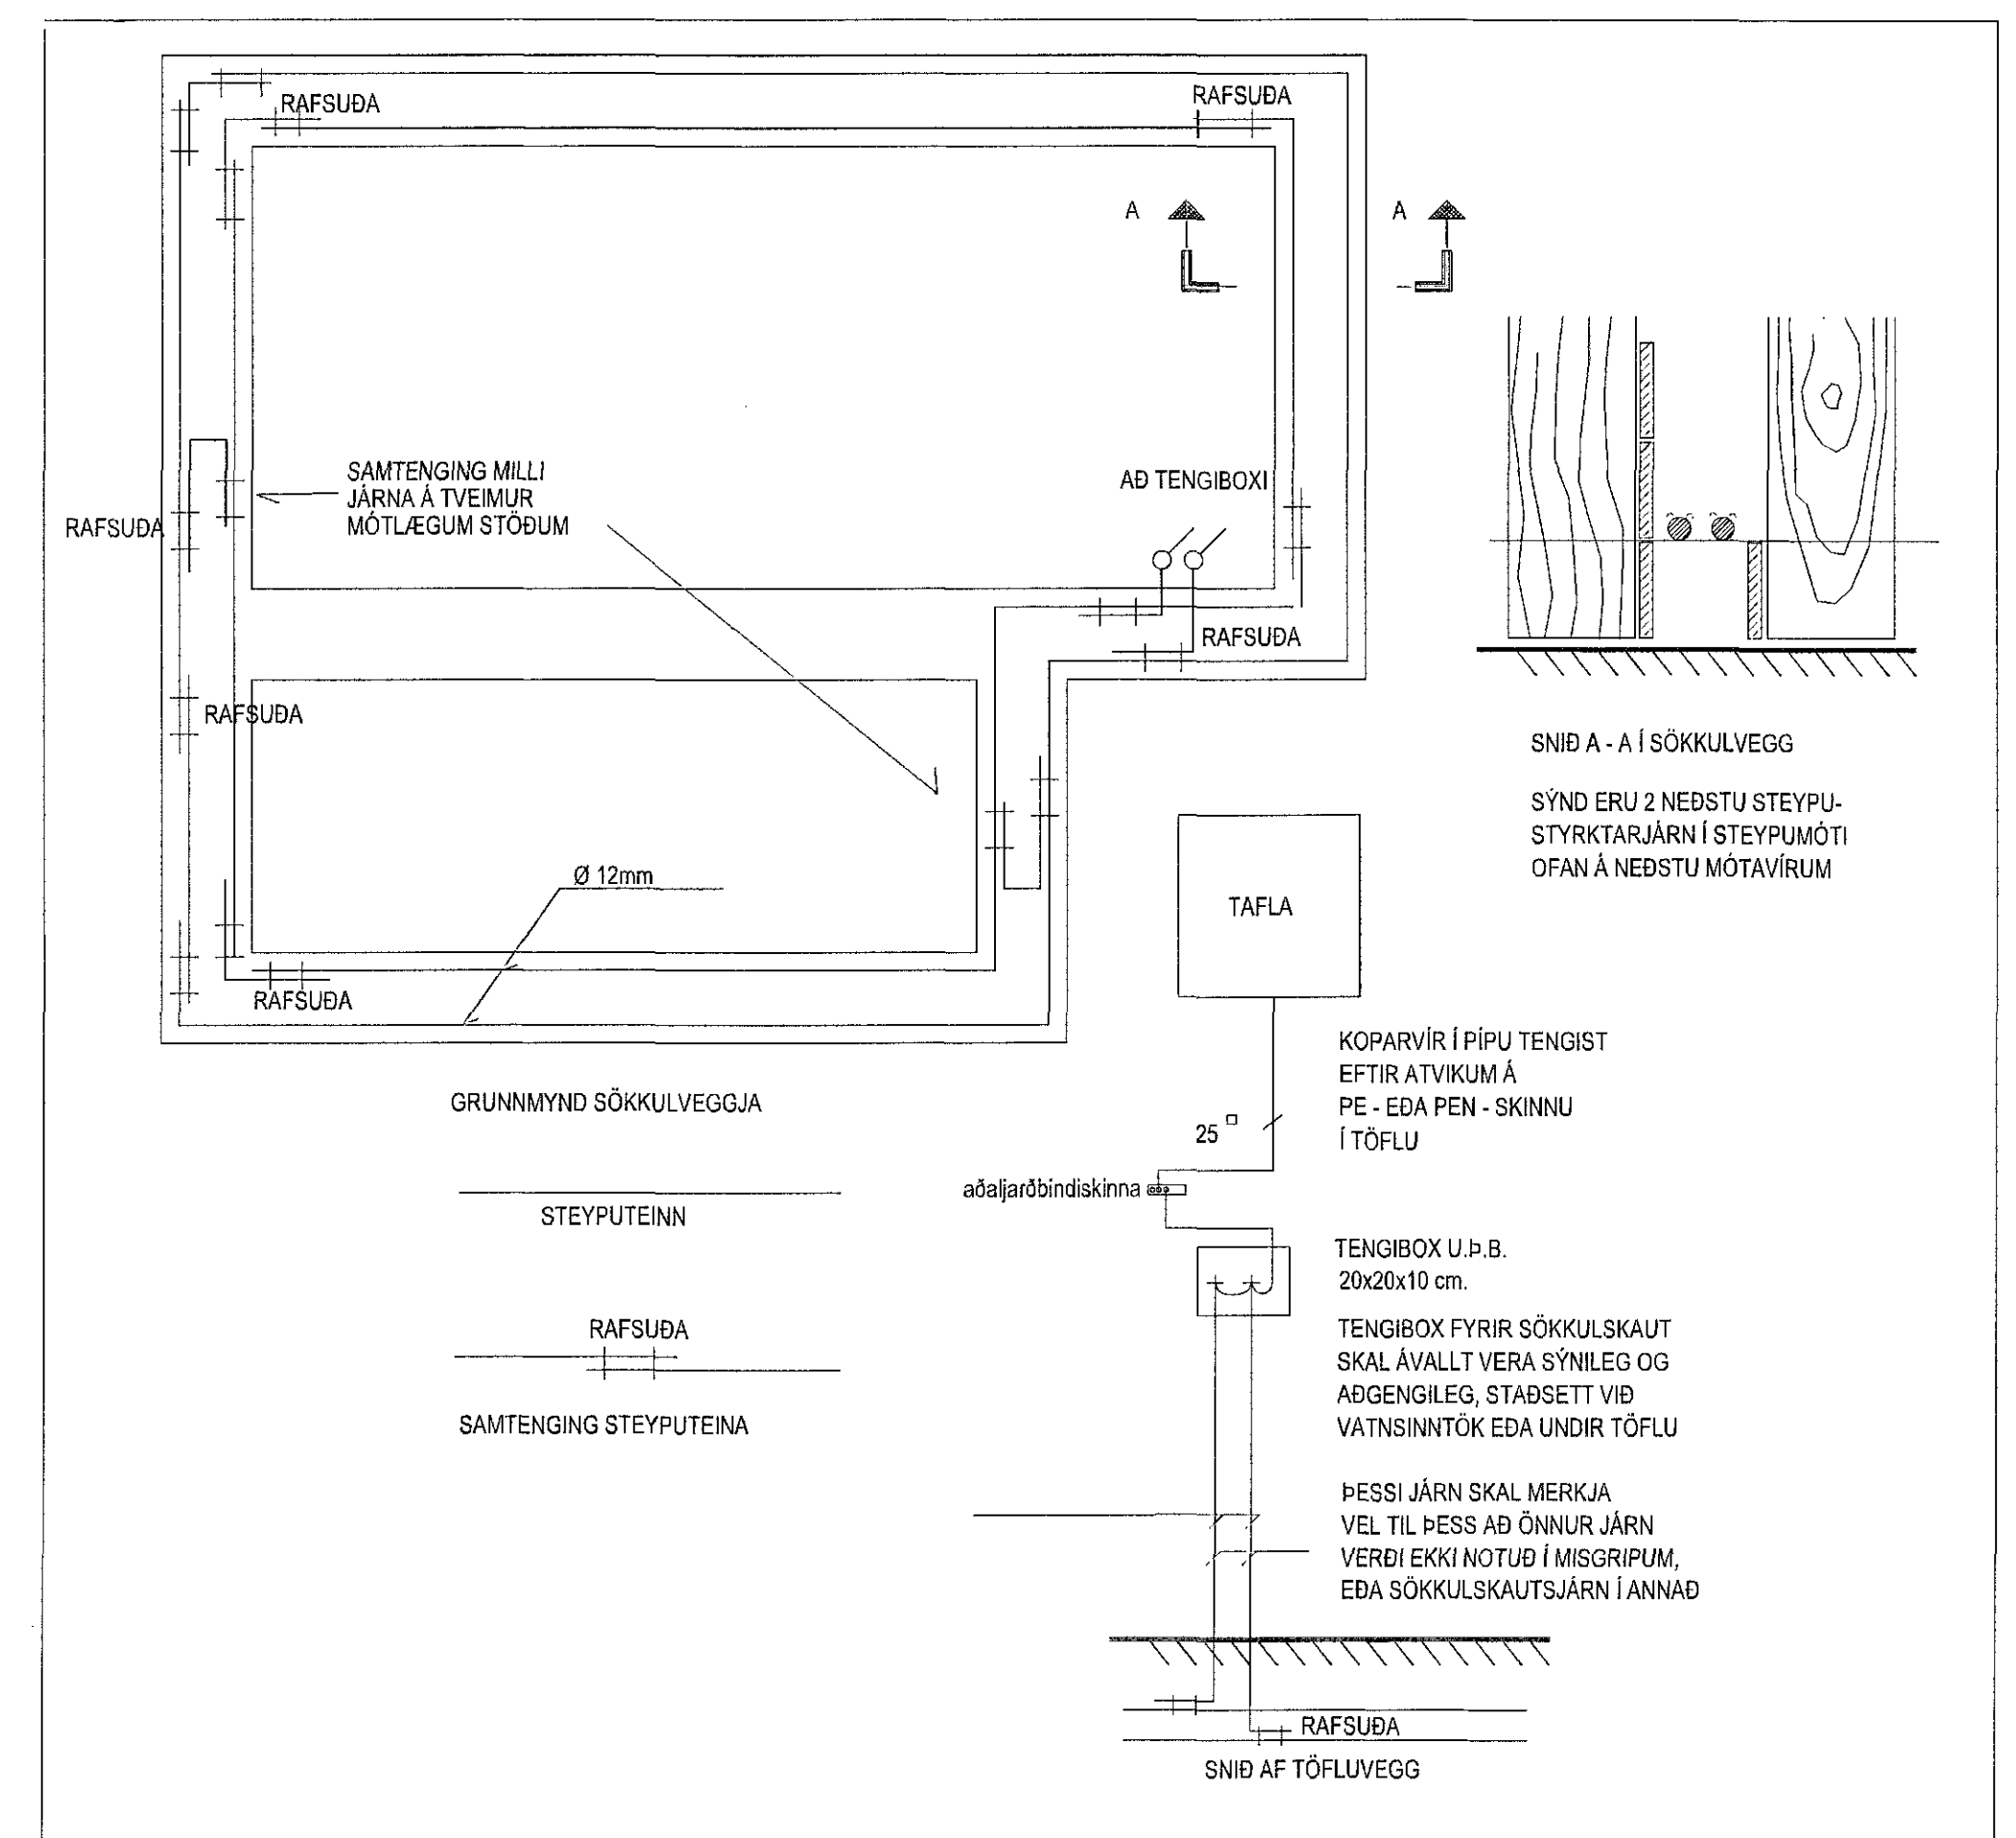 RAFSUÐA
RAFSUÐA
A
A
SAMTENGING MILLI
JÁRNA Á TVEIMUR
MÓTLÆGUM STÖÐUM
AÐ TENGIBOXI
RAFSUÐA
RAFSUÐA
RAFSUÐA
SNIÐ A - A Í SÖKKULVEGG
SÝND ERU 2 NEÐSTU STEYPU-
STYRKTARJÁRN Í STEYPUMÓTI
OFAN Á NEÐSTU MÓTAVÍRUM
Ø 12mm
TAFLA
RAFSUÐA
GRUNNMYND SÖKKULVEGGJA
KOPARVÍR Í PÍPU TENGIST
EFTIR ATVIKUM Á
PE - EÐA PEN - SKINNU
Í TÖFLU
25 □
aðaljarðbindiskinna
STEYPUTEINN
TENGIBOX U.Þ.B.
20x20x10 cm.
RAFSUÐA
SAMTENGING STEYPUTEINA
TENGIBOX FYRIR SÖKKULSKAUT
SKAL ÁVALLT VERA SÝNILEG OG
AÐGENGILEG, STAÐSETT VIÐ
VATNSINNTÖK EÐA UNDIR TÖFLU
ÞESSI JÁRN SKAL MERKJA
VEL TIL ÞESS AÐ ÖNNUR JÁRN
VERÐI EKKI NOTUÐ Í MISGRIPUM,
EÐA SÖKKULSKAUTSJÁRN Í ANNAÐ
RAFSUÐA
SNIÐ AF TÖFLUVEGG